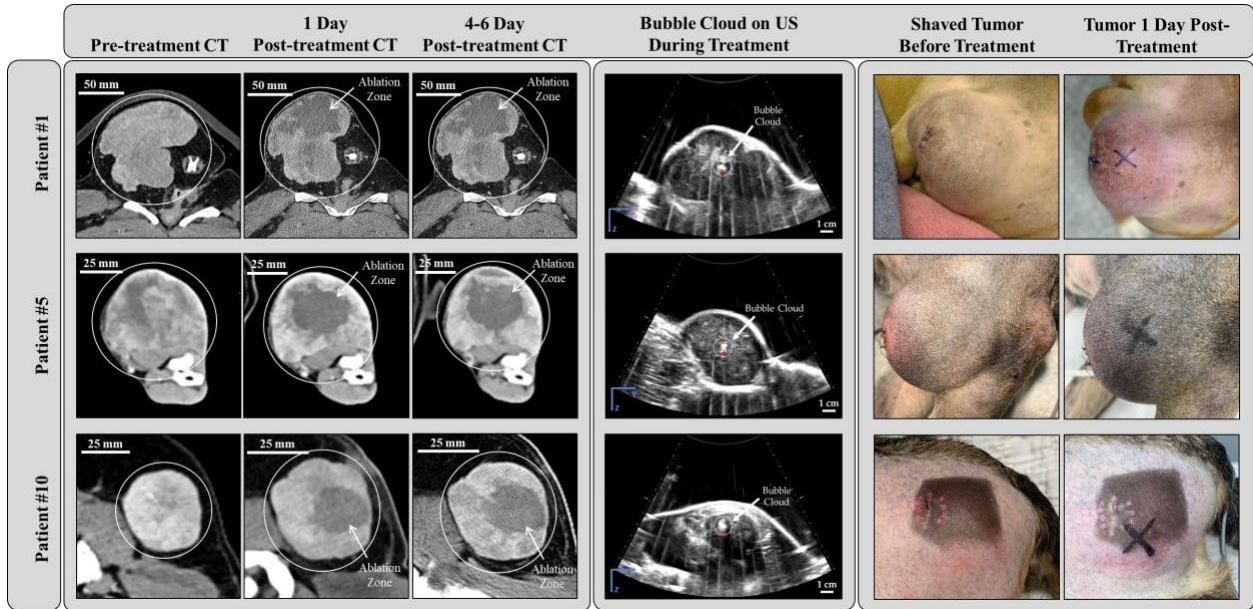 Pre-treatment CT
1 Day
Post-treatment CT
4-6 Day
Post-treatment CT
Bubble Cloud on US
During Treatment
Shaved Tumor
Before Treatment
Tumor 1 Day Post-
Treatment
Patient #1
50 mm
50 mm
Ablation
Zone
50 mm
Ablation
Zone
Bubble
Cloud
Z
1 cm
Patient #5
25 mm
25 mm
Ablation
Zone
25 mm
Ablation
Zone
Bubble Cloud
Z
1 cm
Patient #10
25 mm
25 mm
Ablation
Zone
25 mm
Ablation
Zone
Bubble
Cloud
Z
1 cm